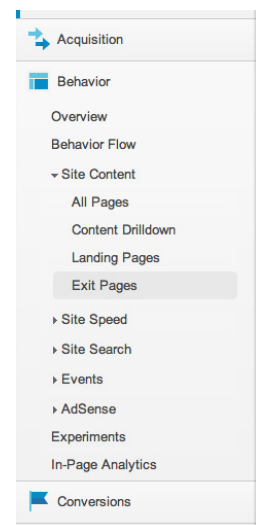 Acquisition
Behavior
Overview
Behavior Flow
Site Content
All Pages
Content Drilldown
Landing Pages
Exit Pages
Site Speed
Site Search
Events
AdSense
Experiments
In-Page Analytics
Conversions